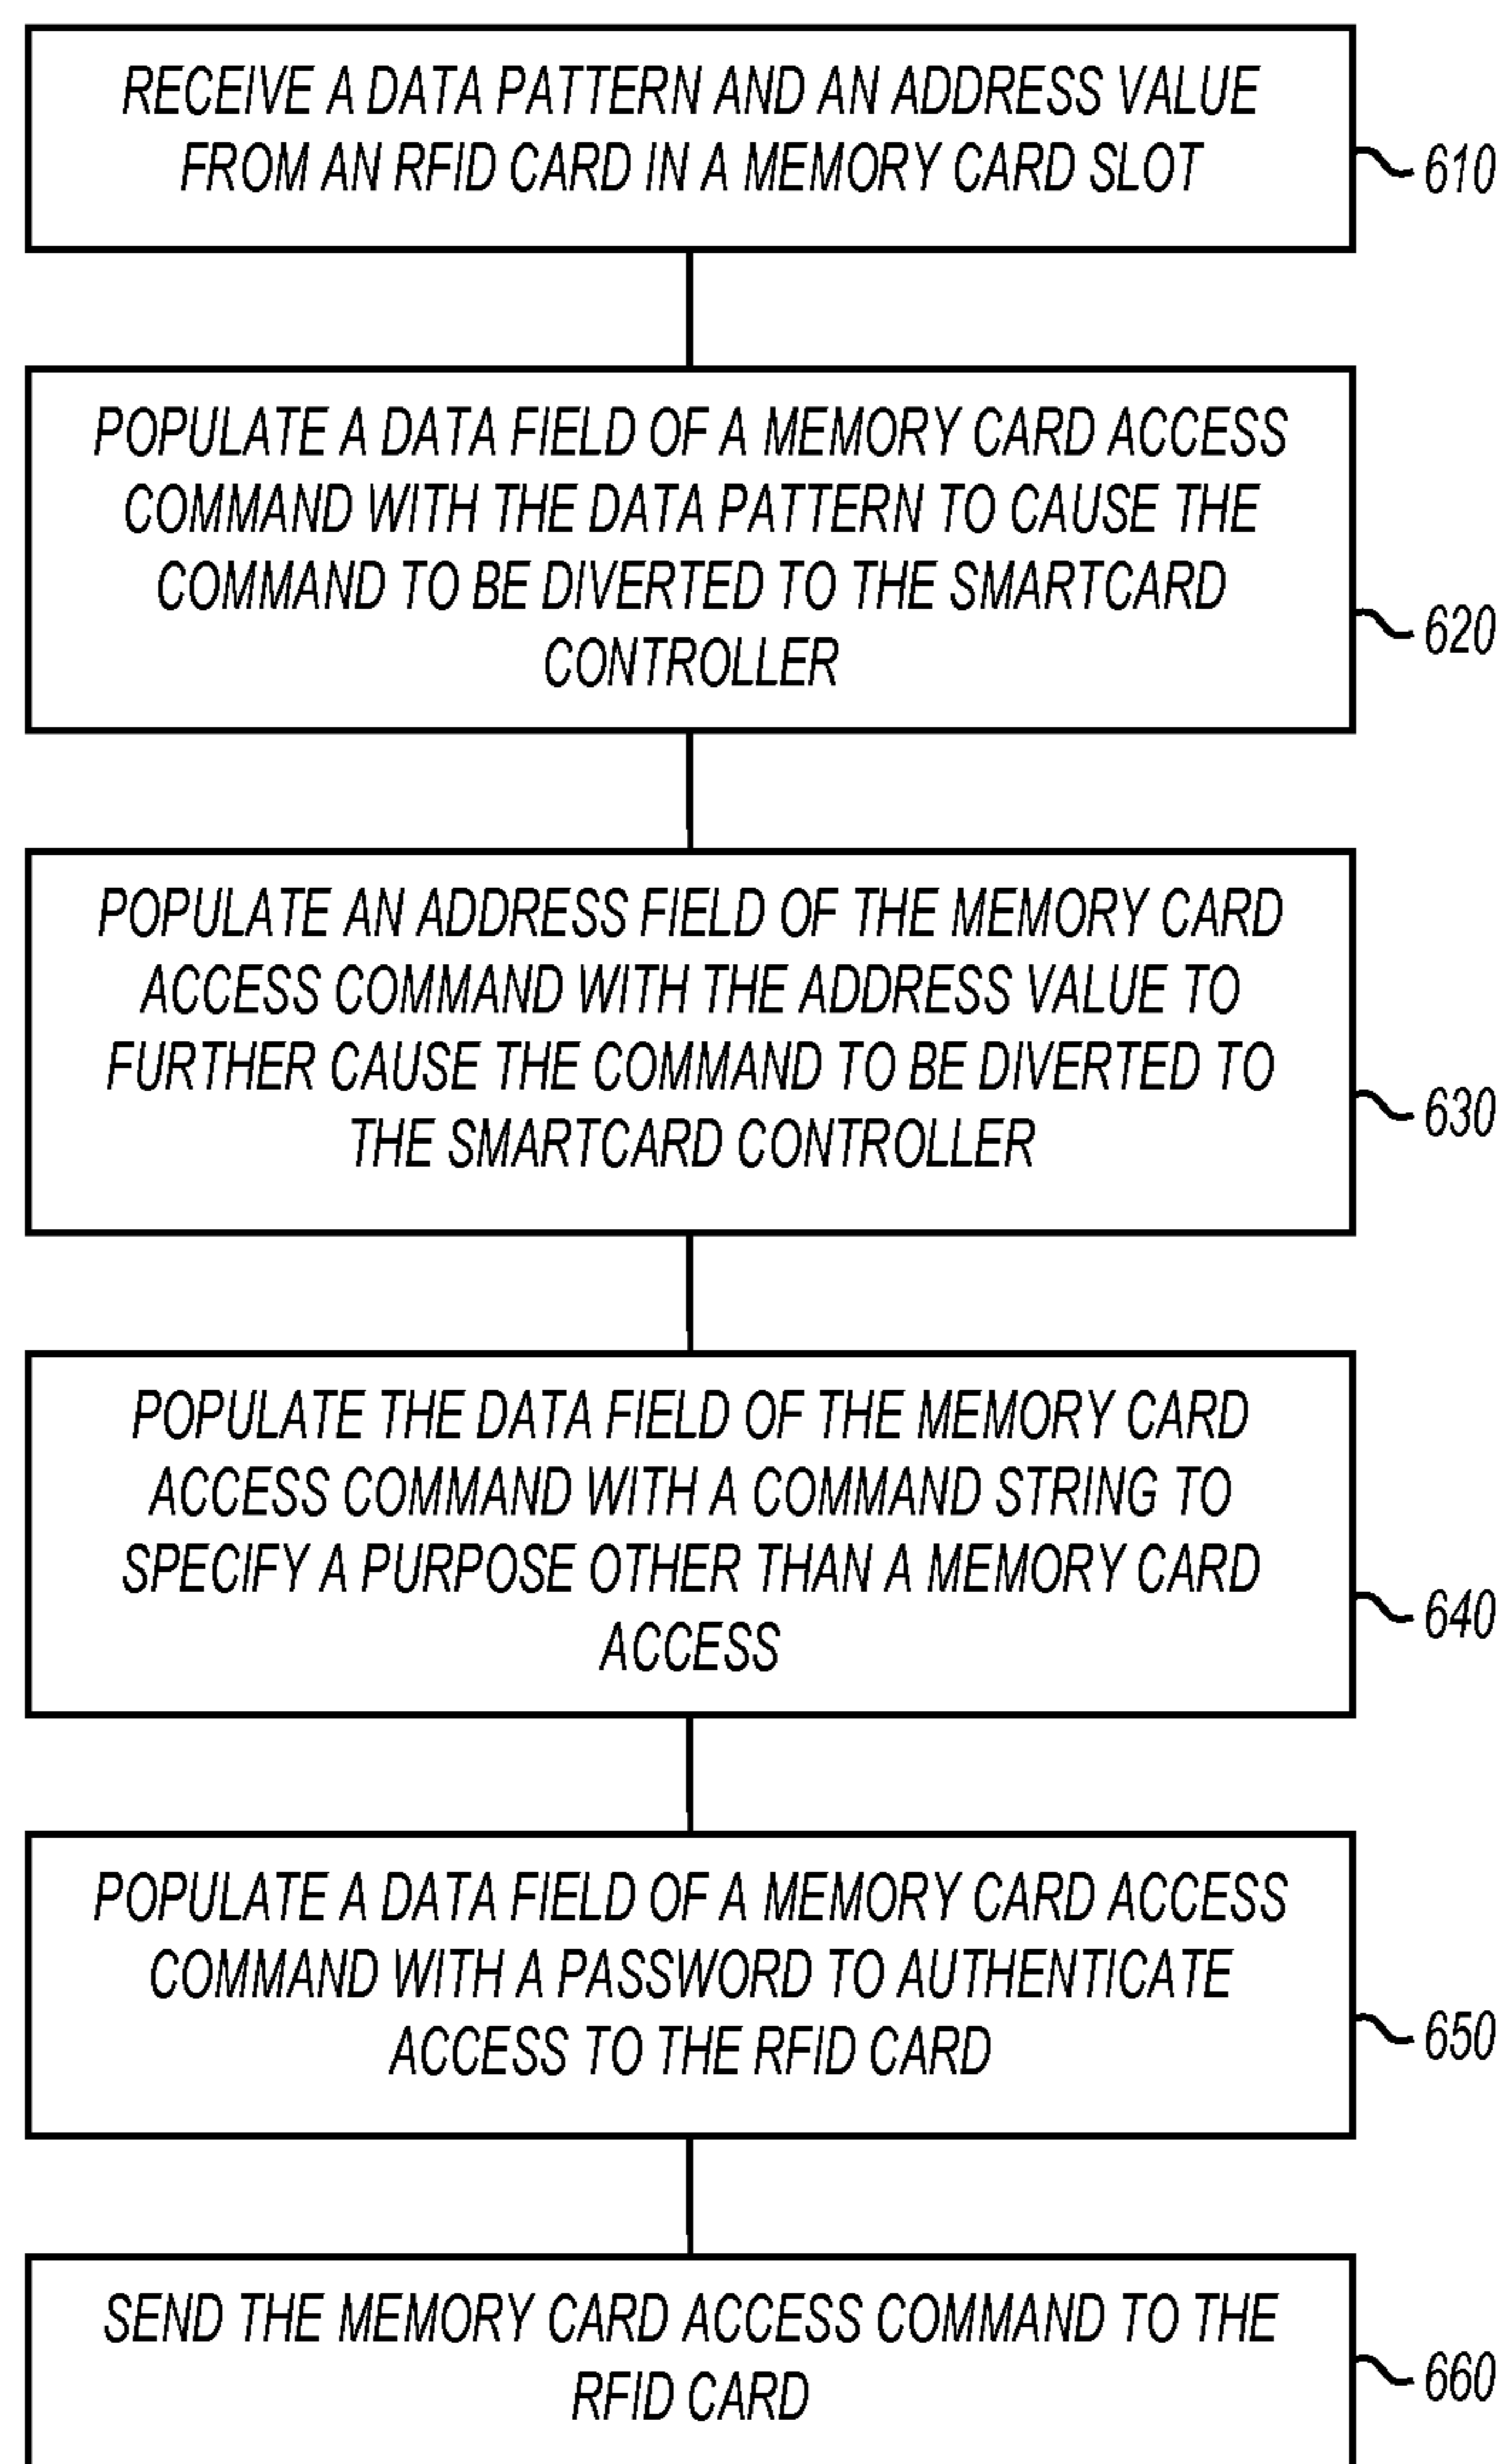 RECEIVE A DATA PATTERN AND AN ADDRESS VALUE
FROM AN RFID CARD IN A MEMORY CARD SLOT
610
POPULATE A DATA FIELD OF A MEMORY CARD ACCESS
COMMAND WITH THE DATA PATTERN TO CAUSE THE
COMMAND TO BE DIVERTED TO THE SMARTCARD
CONTROLLER
620
POPULATE AN ADDRESS FIELD OF THE MEMORY CARD
ACCESS COMMAND WITH THE ADDRESS VALUE TO
FURTHER CAUSE THE COMMAND TO BE DIVERTED TO
THE SMARTCARD CONTROLLER
630
POPULATE THE DATA FIELD OF THE MEMORY CARD
ACCESS COMMAND WITH A COMMAND STRING TO
SPECIFY A PURPOSE OTHER THAN A MEMORY CARD
ACCESS
640
POPULATE A DATA FIELD OF A MEMORY CARD ACCESS
COMMAND WITH A PASSWORD TO AUTHENTICATE
ACCESS TO THE RFID CARD
650
SEND THE MEMORY CARD ACCESS COMMAND TO THE
RFID CARD
660